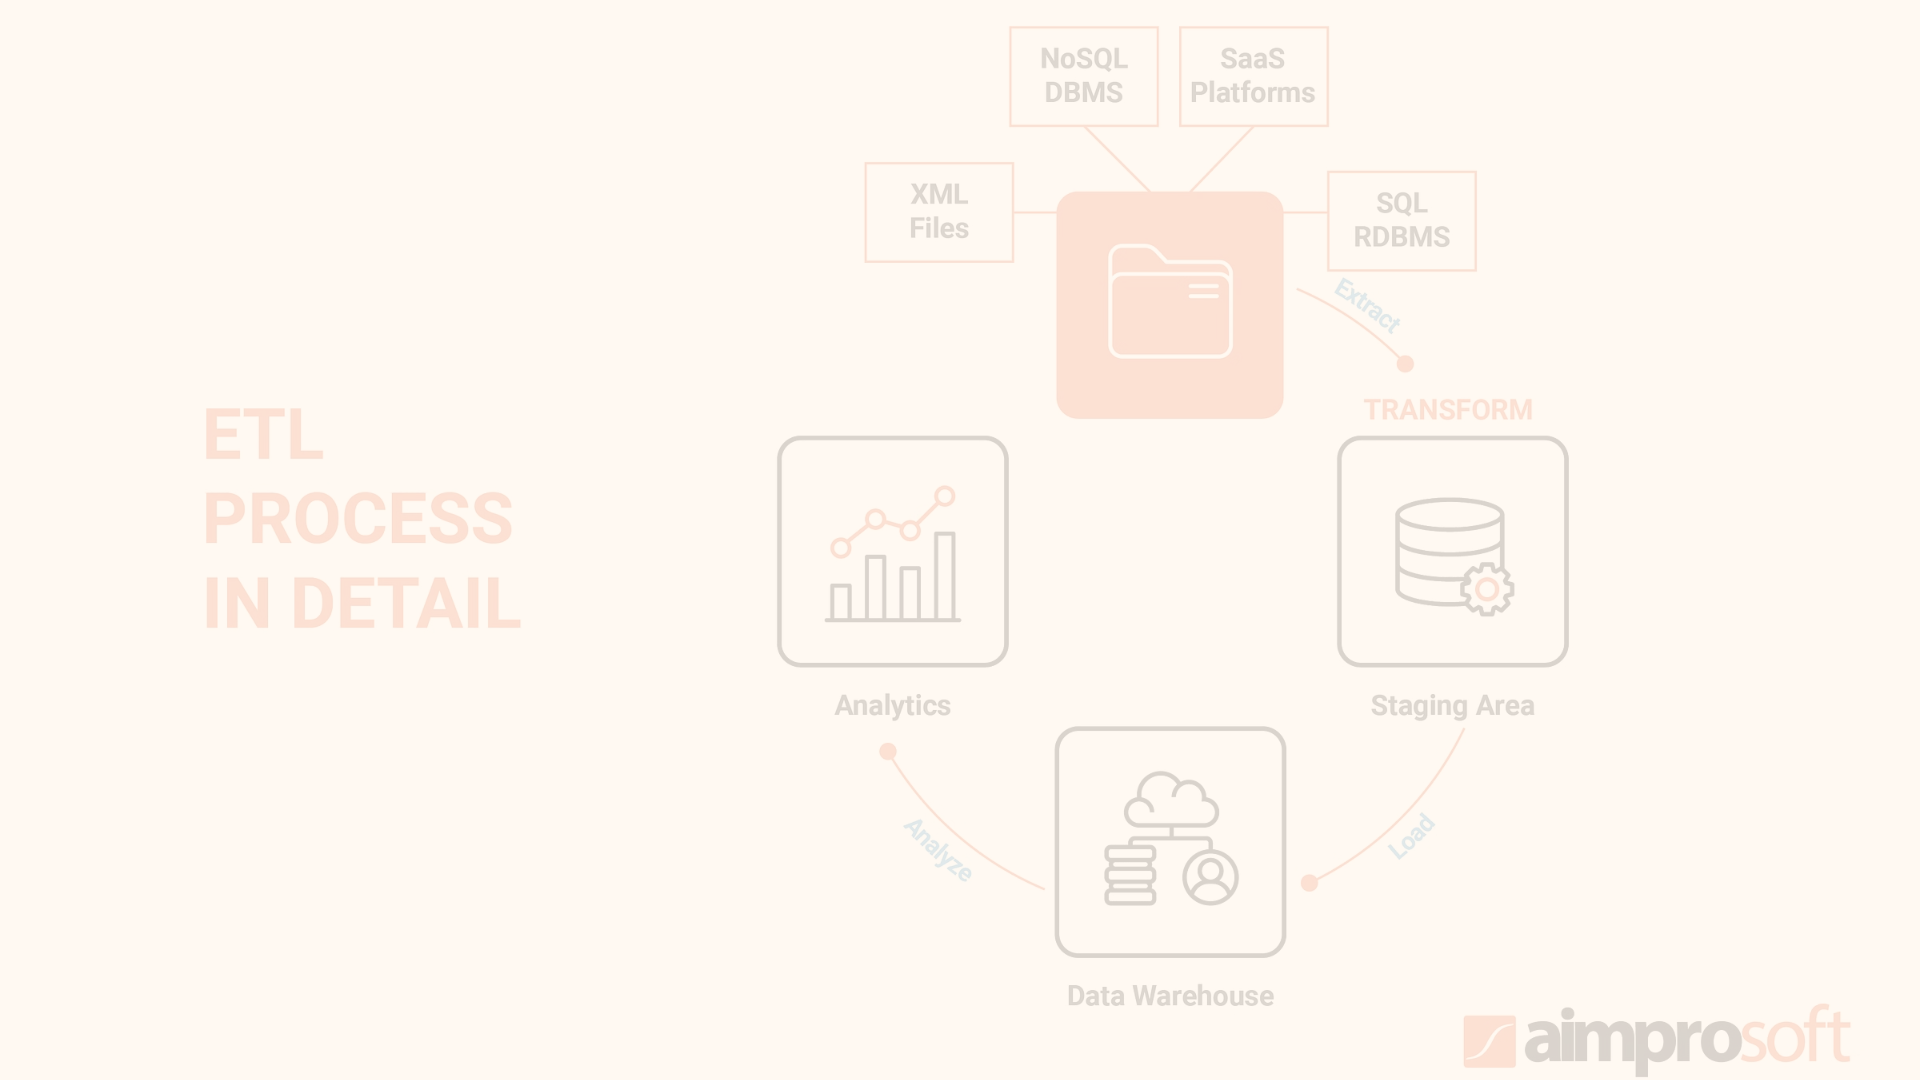 ETL
PROCESS
IN DETAIL
NoSQL
DBMS
SaaS
Platforms
XML
Files
SQL
RDBMS
Extract
TRANSFORM
Staging Area
Load
Data Warehouse
Analyze
Analytics
aimprosoft